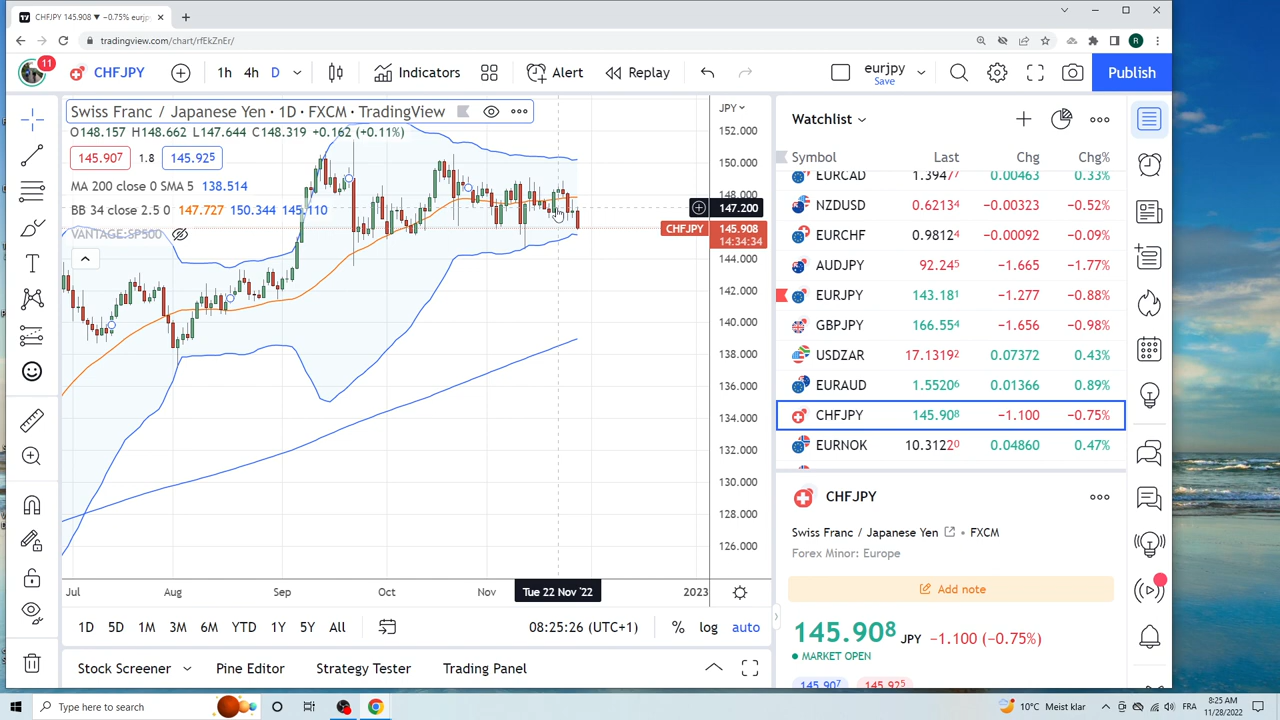 CHFJPY 145.908 ▼ −0.75% eurjpy
tradingview.com/chart/rfEkZnEr/
R
11
CHFJPY
1h 4h D
Indicators
Alert
Replay
eurjpy
Save
Publish
Swiss Franc / Japanese Yen · 1D · FXCM · TradingView
O148.157 H148.662 L147.644 C148.319 +0.162 (+0.11%)
145.907 1.8 145.925
MA 200 close 0 SMA 5 138.514
BB 34 close 2.5 0 147.727 150.344 145.110
VANTAGE:SP500
JPY
152.000
150.000
148.000
147.200
CHFJPY 145.908
14:34:34
144.000
142.000
140.000
138.000
136.000
134.000
132.000
130.000
128.000
126.000
Jul Aug Sep Oct Nov Tue 22 Nov '22 2023
1D 5D 1M 3M 6M YTD 1Y 5Y All
08:25:26 (UTC+1) % log auto
Stock Screener Pine Editor Strategy Tester Trading Panel
Watchlist
Symbol Last Chg Chg%
EURCAD 1.39477 0.00463 0.33%
NZDUSD 0.62134 −0.00323 −0.52%
EURCHF 0.98124 −0.00092 −0.09%
AUDJPY 92.245 −1.665 −1.77%
EURJPY 143.181 −1.277 −0.88%
GBPJPY 166.554 −1.656 −0.98%
USDZAR 17.13192 0.07372 0.43%
EURAUD 1.55206 0.01366 0.89%
CHFJPY 145.908 −1.100 −0.75%
EURNOK 10.31220 0.04860 0.47%
CHFJPY
Swiss Franc / Japanese Yen • FXCM
Forex Minor: Europe
Add note
145.908 JPY −1.100 (−0.75%)
MARKET OPEN
145.907 145.925
Type here to search
10°C Meist klar
FRA
8:25 AM
11/28/2022